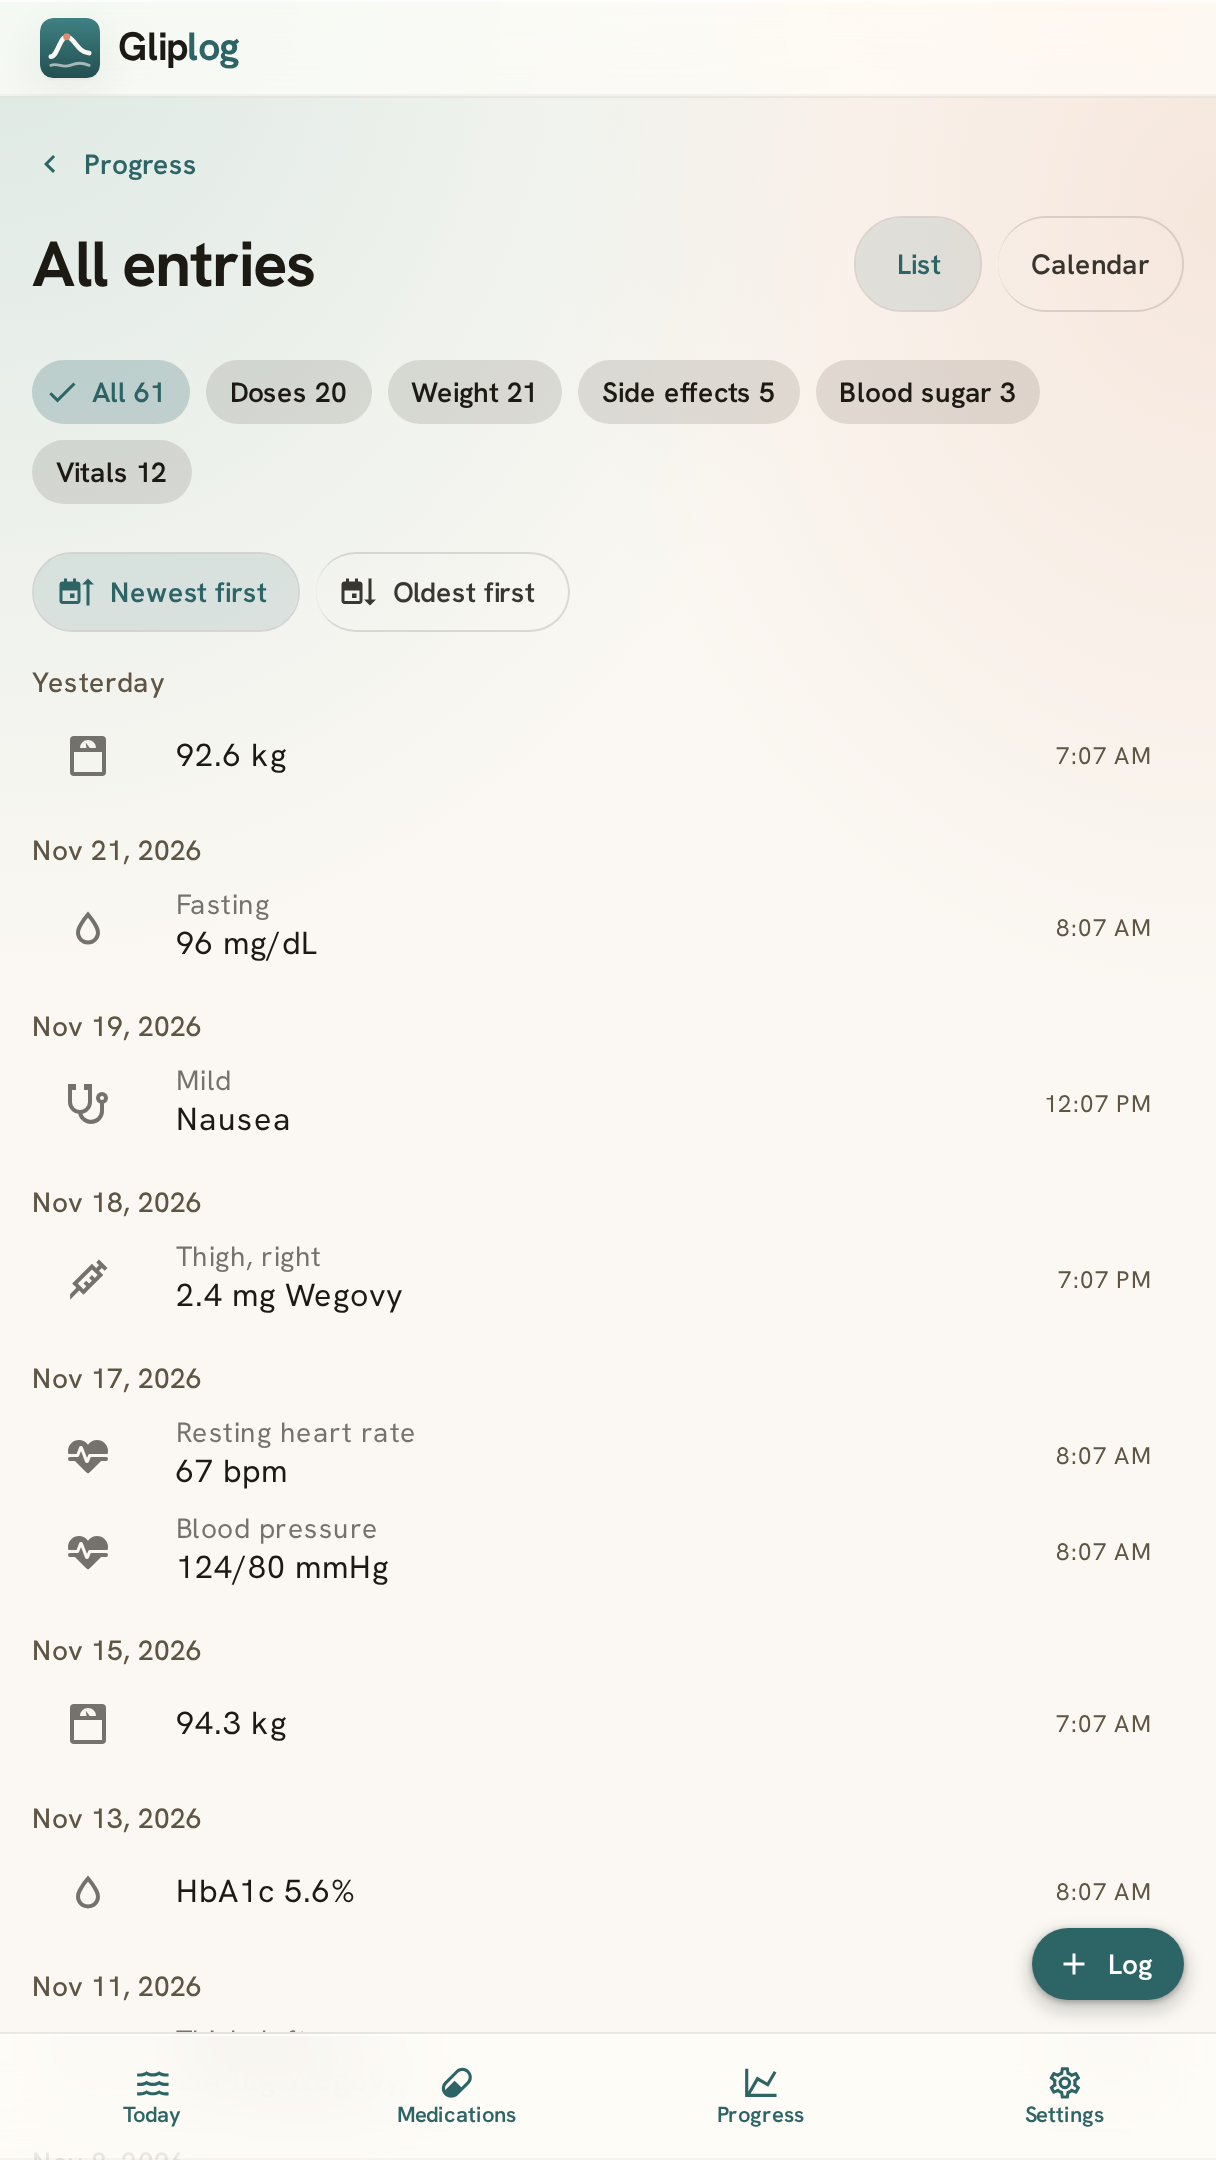 Gliplog
Progress
All entries
List
Calendar
All 61
Doses 20
Weight 21
Side effects 5
Blood sugar 3
Vitals 12
Newest first
Oldest first
Yesterday
92.6 kg
7:07 AM
Nov 21, 2026
Fasting
96 mg/dL
8:07 AM
Nov 19, 2026
Mild
Nausea
12:07 PM
Nov 18, 2026
Thigh, right
2.4 mg Wegovy
7:07 PM
Nov 17, 2026
Resting heart rate
67 bpm
8:07 AM
Blood pressure
124/80 mmHg
8:07 AM
Nov 15, 2026
94.3 kg
7:07 AM
Nov 13, 2026
HbA1c 5.6%
8:07 AM
Log
Nov 11, 2026
Today
Medications
Progress
Settings